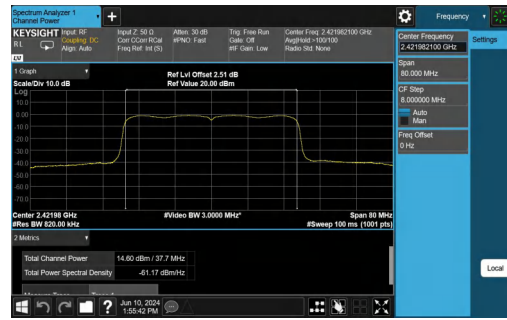 Spectrum Analyzer 1
Channel Power
Frequency
KEYSIGHT
Input: RF
Input Z: 50 Ω
Atten: 30 dB
Trig: Free Run
Center Freq: 2.421982100 GHz
RL
Coupling: DC
Corr CCorr RCal
#PNO: Fast
Gate: Off
Avg|Hold:>100/100
Align: Auto
Freq Ref: Int (S)
#IF Gain: Low
Radio Std: None
LV
Center Frequency
2.421982100 GHz
Settings
Span
80.000 MHz
CF Step
8.000000 MHz
Auto
Man
Freq Offset
0 Hz
Local
1 Graph
Ref Lvl Offset 2.51 dB
Scale/Div 10.0 dB
Ref Value 20.00 dBm
Log
10.0
0.00
-10.0
-20.0
-30.0
-40.0
-50.0
-60.0
-70.0
Center 2.42198 GHz
#Video BW 3.0000 MHz*
Span 80 MHz
#Res BW 820.00 kHz
#Sweep 100 ms (1001 pts)
2 Metrics
Total Channel Power
14.60 dBm / 37.7 MHz
Total Power Spectral Density
-61.17 dBm/Hz
?
Jun 10, 2024
1:55:42 PM